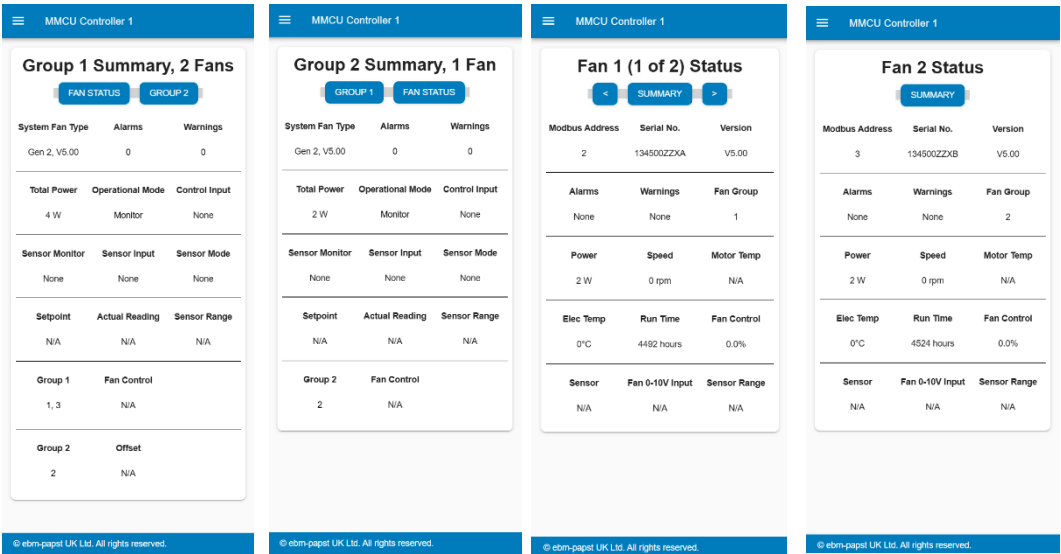 MMCU Controller 1
Group 1 Summary, 2 Fans
FAN STATUS GROUP 2
System Fan Type Alarms Warnings
Gen 2, V5.00 0 0
Total Power Operational Mode Control Input
4 W Monitor None
Sensor Monitor Sensor Input Sensor Mode
None None None
Setpoint Actual Reading Sensor Range
N/A N/A N/A
Group 1 Fan Control
1, 3 N/A
Group 2 Offset
2 N/A
© ebm-papst UK Ltd. All rights reserved.
MMCU Controller 1
Group 2 Summary, 1 Fan
GROUP 1 FAN STATUS
System Fan Type Alarms Warnings
Gen 2, V5.00 0 0
Total Power Operational Mode Control Input
2 W Monitor None
Sensor Monitor Sensor Input Sensor Mode
None None None
Setpoint Actual Reading Sensor Range
N/A N/A N/A
Group 2 Fan Control
2 N/A
© ebm-papst UK Ltd. All rights reserved.
MMCU Controller 1
Fan 1 (1 of 2) Status
< SUMMARY >
Modbus Address Serial No. Version
2 134500ZZXA V5.00
Alarms Warnings Fan Group
None None 1
Power Speed Motor Temp
2 W 0 rpm N/A
Elec Temp Run Time Fan Control
0°C 4492 hours 0.0%
Sensor Fan 0-10V Input Sensor Range
N/A N/A N/A
© ebm-papst UK Ltd. All rights reserved.
MMCU Controller 1
Fan 2 Status
SUMMARY
Modbus Address Serial No. Version
3 134500ZZXB V5.00
Alarms Warnings Fan Group
None None 2
Power Speed Motor Temp
2 W 0 rpm N/A
Elec Temp Run Time Fan Control
0°C 4524 hours 0.0%
Sensor Fan 0-10V Input Sensor Range
N/A N/A N/A
© ebm-papst UK Ltd. All rights reserved.